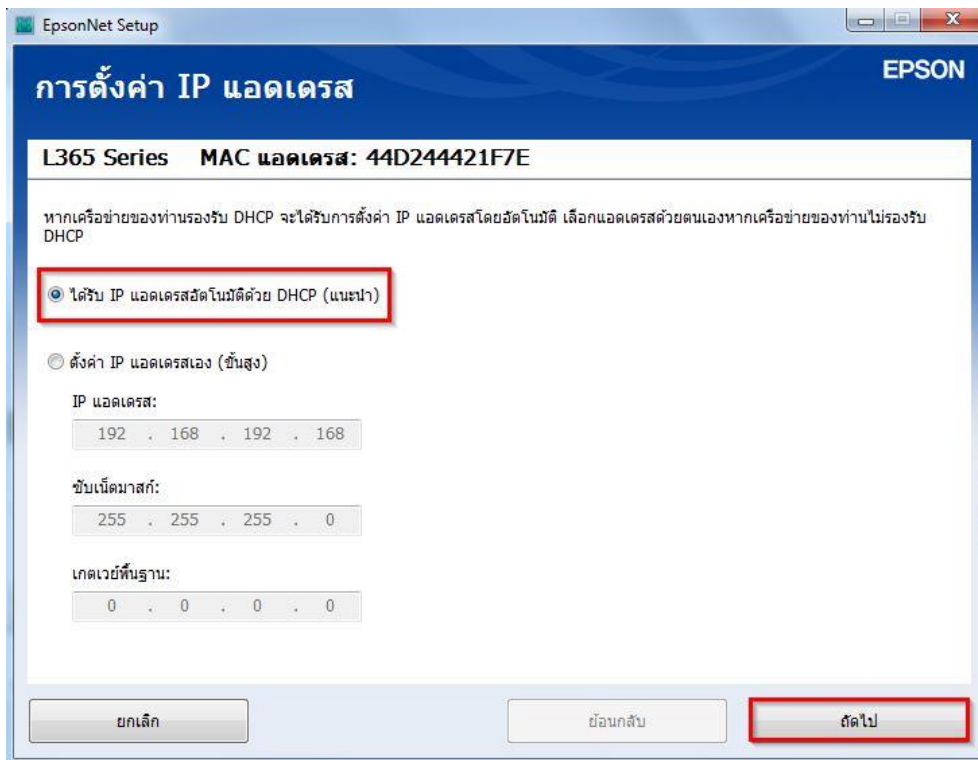 EpsonNet Setup
EPSON
การตั้งค่า IP แอดเดรส
L365 Series MAC แอดเดรส: 44D244421F7E
หากเครือข่ายของท่านรองรับ DHCP จะได้รับการตั้งค่า IP แอดเดรสโดยอัตโนมัติ เลือกแอดเดรสด้วยตนเองหากเครือข่ายของท่านไม่รองรับ
DHCP
ได้รับ IP แอดเดรสอัตโนมัติด้วย DHCP (แนะนำ)
ตั้งค่า IP แอดเดรสเอง (ขั้นสูง)
IP แอดเดรส:
192 . 168 . 192 . 168
ซับเน็ตมาสก์:
255 . 255 . 255 . 0
เกตเวย์พื้นฐาน:
0 . 0 . 0 . 0
ยกเลิก ย้อนกลับ ถัดไป